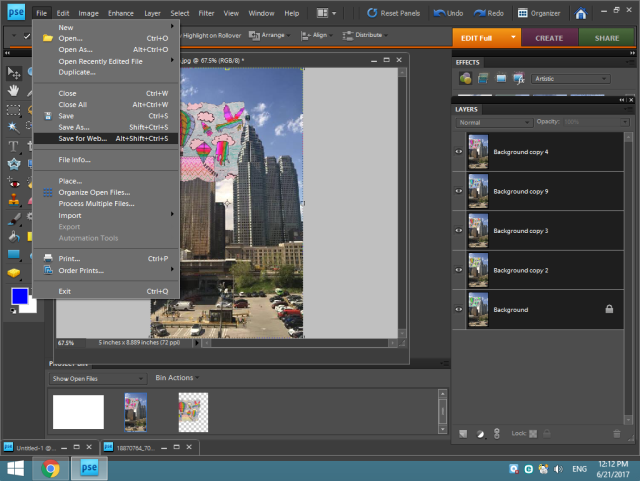 pse File Edit Image Enhance Layer Select Filter View Window Help Reset Panels Undo Redo Organizer
Highlight on Rollover Arrange Align Distribute EDIT Full CREATE SHARE
New
Open... Ctrl+O
Open As... Alt+Ctrl+O
Open Recently Edited File
Duplicate...
Close Ctrl+W
Close All Alt+Ctrl+W
Save Ctrl+S
Save As... Shift+Ctrl+S
Save for Web... Alt+Shift+Ctrl+S
File Info...
Place...
Organize Open Files...
Process Multiple Files...
Import
Export
Automation Tools
Print... Ctrl+P
Order Prints...
Exit Ctrl+Q
.jpg @ 67.5% (RGB/8) *
67.5% 5 inches x 8.889 inches (72 ppi)
EFFECTS
Artistic
LAYERS
Normal Opacity: 100%
Background copy 4
Background copy 9
Background copy 3
Background copy 2
Background
Lock:
PROJECT BIN
Show Open Files Bin Actions
pse Untitled-1 @... pse 18870764_70...
pse ENG 12:12 PM
6/21/2017